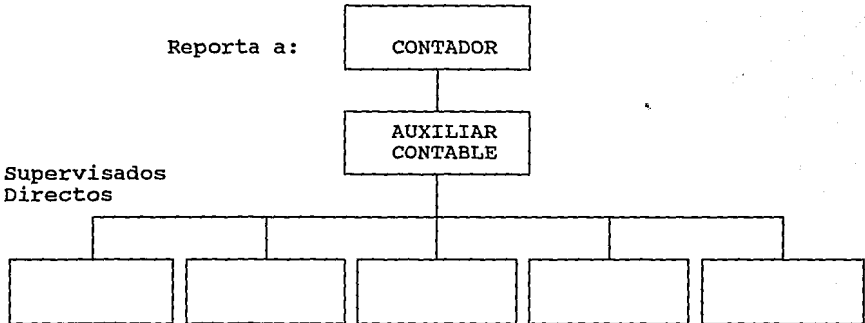 Reporta a:
CONTADOR
AUXILIAR
CONTABLE
Supervisados
Directos